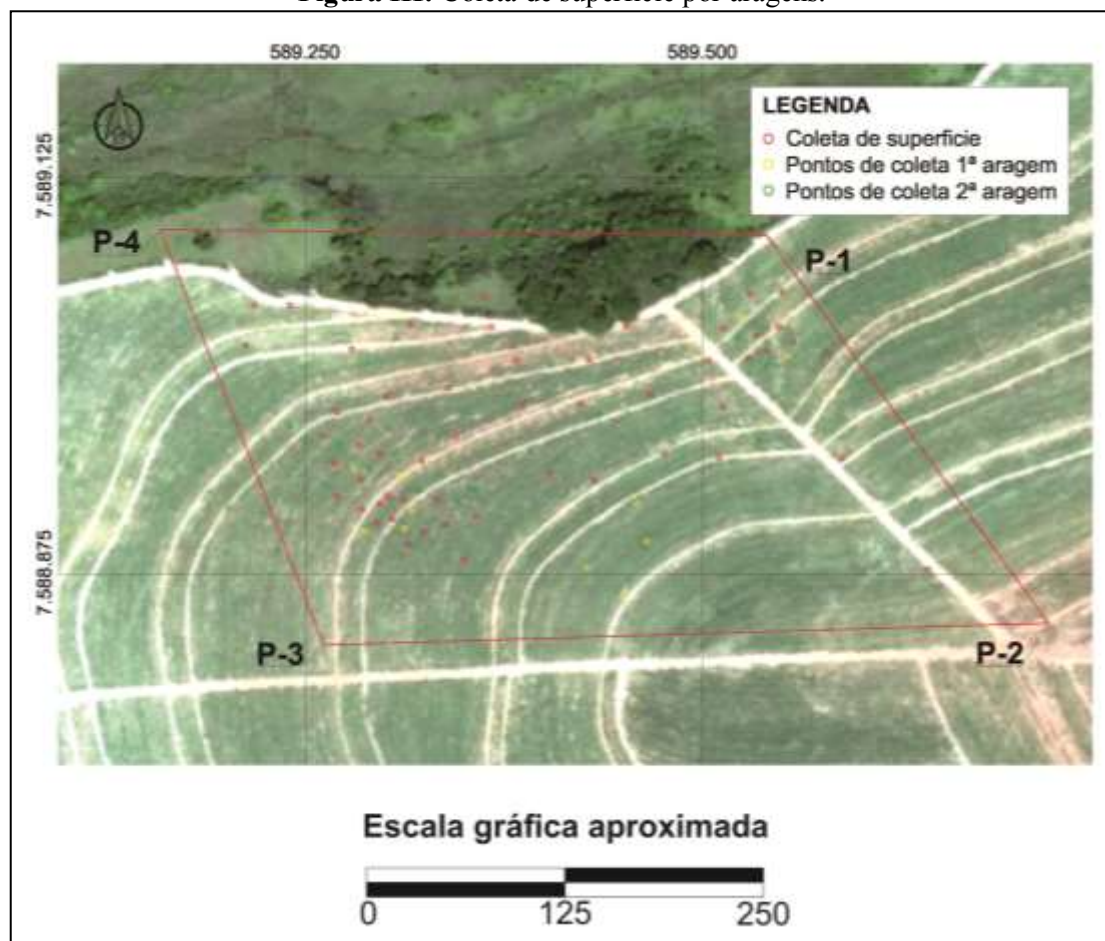 Figura III: Coleta de superfície por aragens.
589.250
589.500
7.589.125
LEGENDA
Coleta de superfície
Pontos de coleta 1ª aragem
Pontos de coleta 2ª aragem
P-4
P-1
7.588.875
P-3
P-2
Escala gráfica aproximada
0
125
250